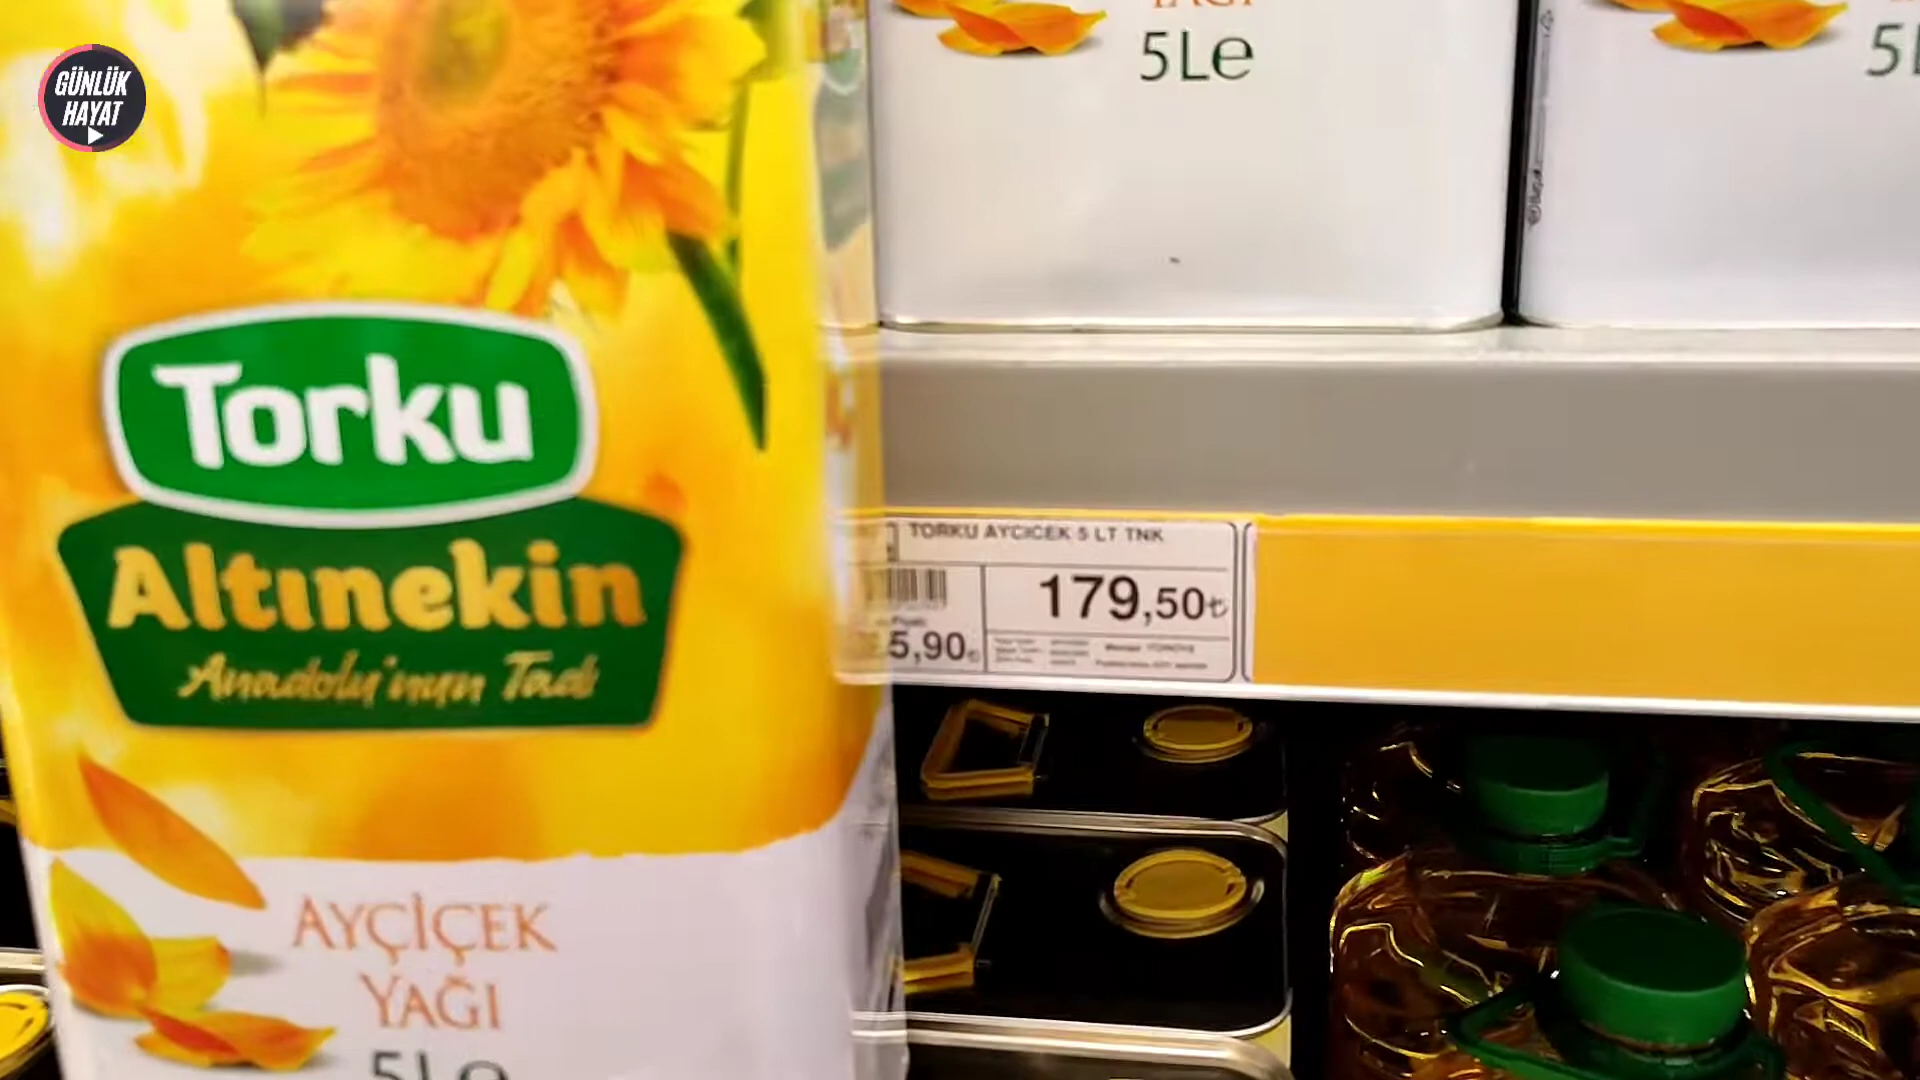 GÜNLÜK
HAYAT
5Le
Torku
Altınekin
Anadolu'nun Tadı
AYÇİÇEK
YAĞI
5Le
TORKU AYCICEK 5 LT TNK
179,50₺
5,90₺